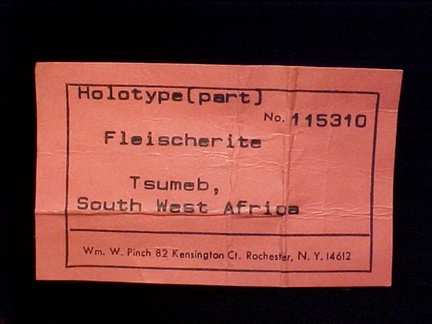 Holotype(part)
No. 115310
Fleischerite
Tsumeb,
South West Africa
Wm. W. Pinch 82 Kensington Ct. Rochester, N. Y. 14612